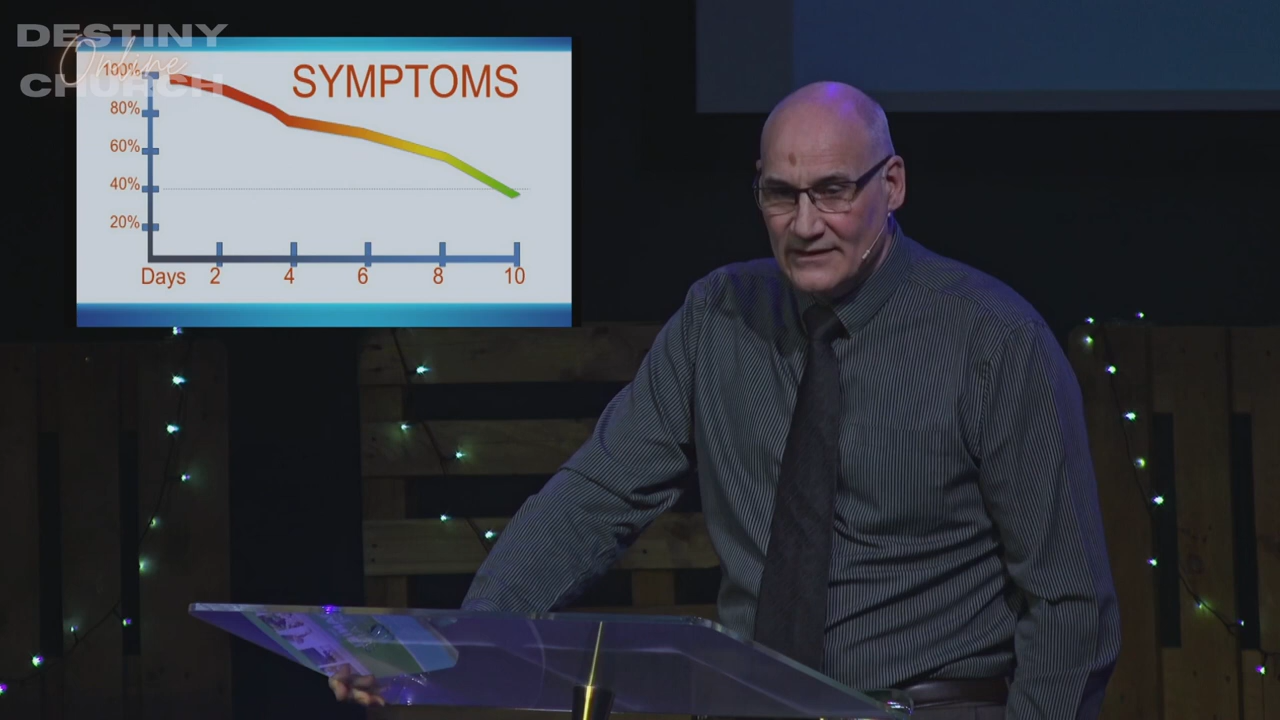 DESTINY
Online
CHURCH
SYMPTOMS
100%
80%
60%
40%
20%
Days 2 4 6 8 10